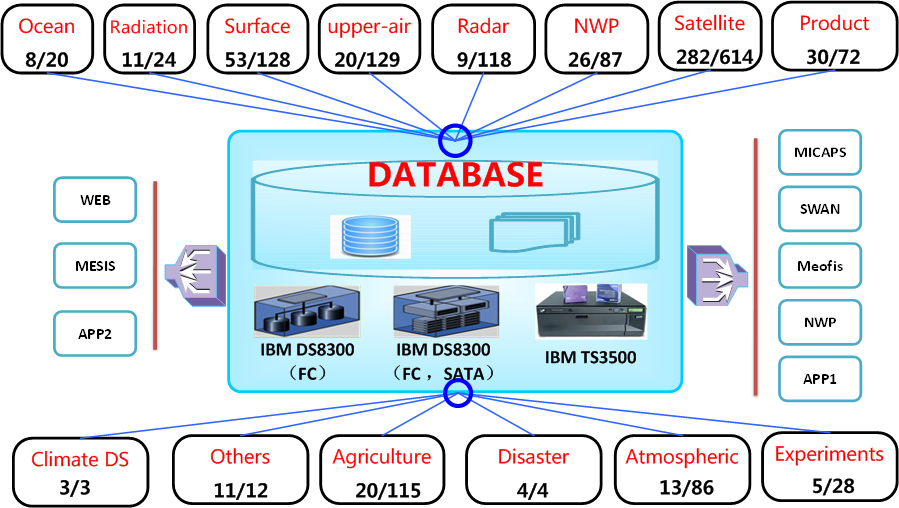 Ocean
8/20
Radiation
11/24
Surface
53/128
upper-air
20/129
Radar
9/118
NWP
26/87
Satellite
282/614
Product
30/72
DATABASE
WEB
MESIS
APP2
MICAPS
SWAN
Meofis
NWP
APP1
IBM DS8300
（FC）
IBM DS8300
（FC ，SATA）
IBM TS3500
Climate DS
3/3
Others
11/12
Agriculture
20/115
Disaster
4/4
Atmospheric
13/86
Experiments
5/28